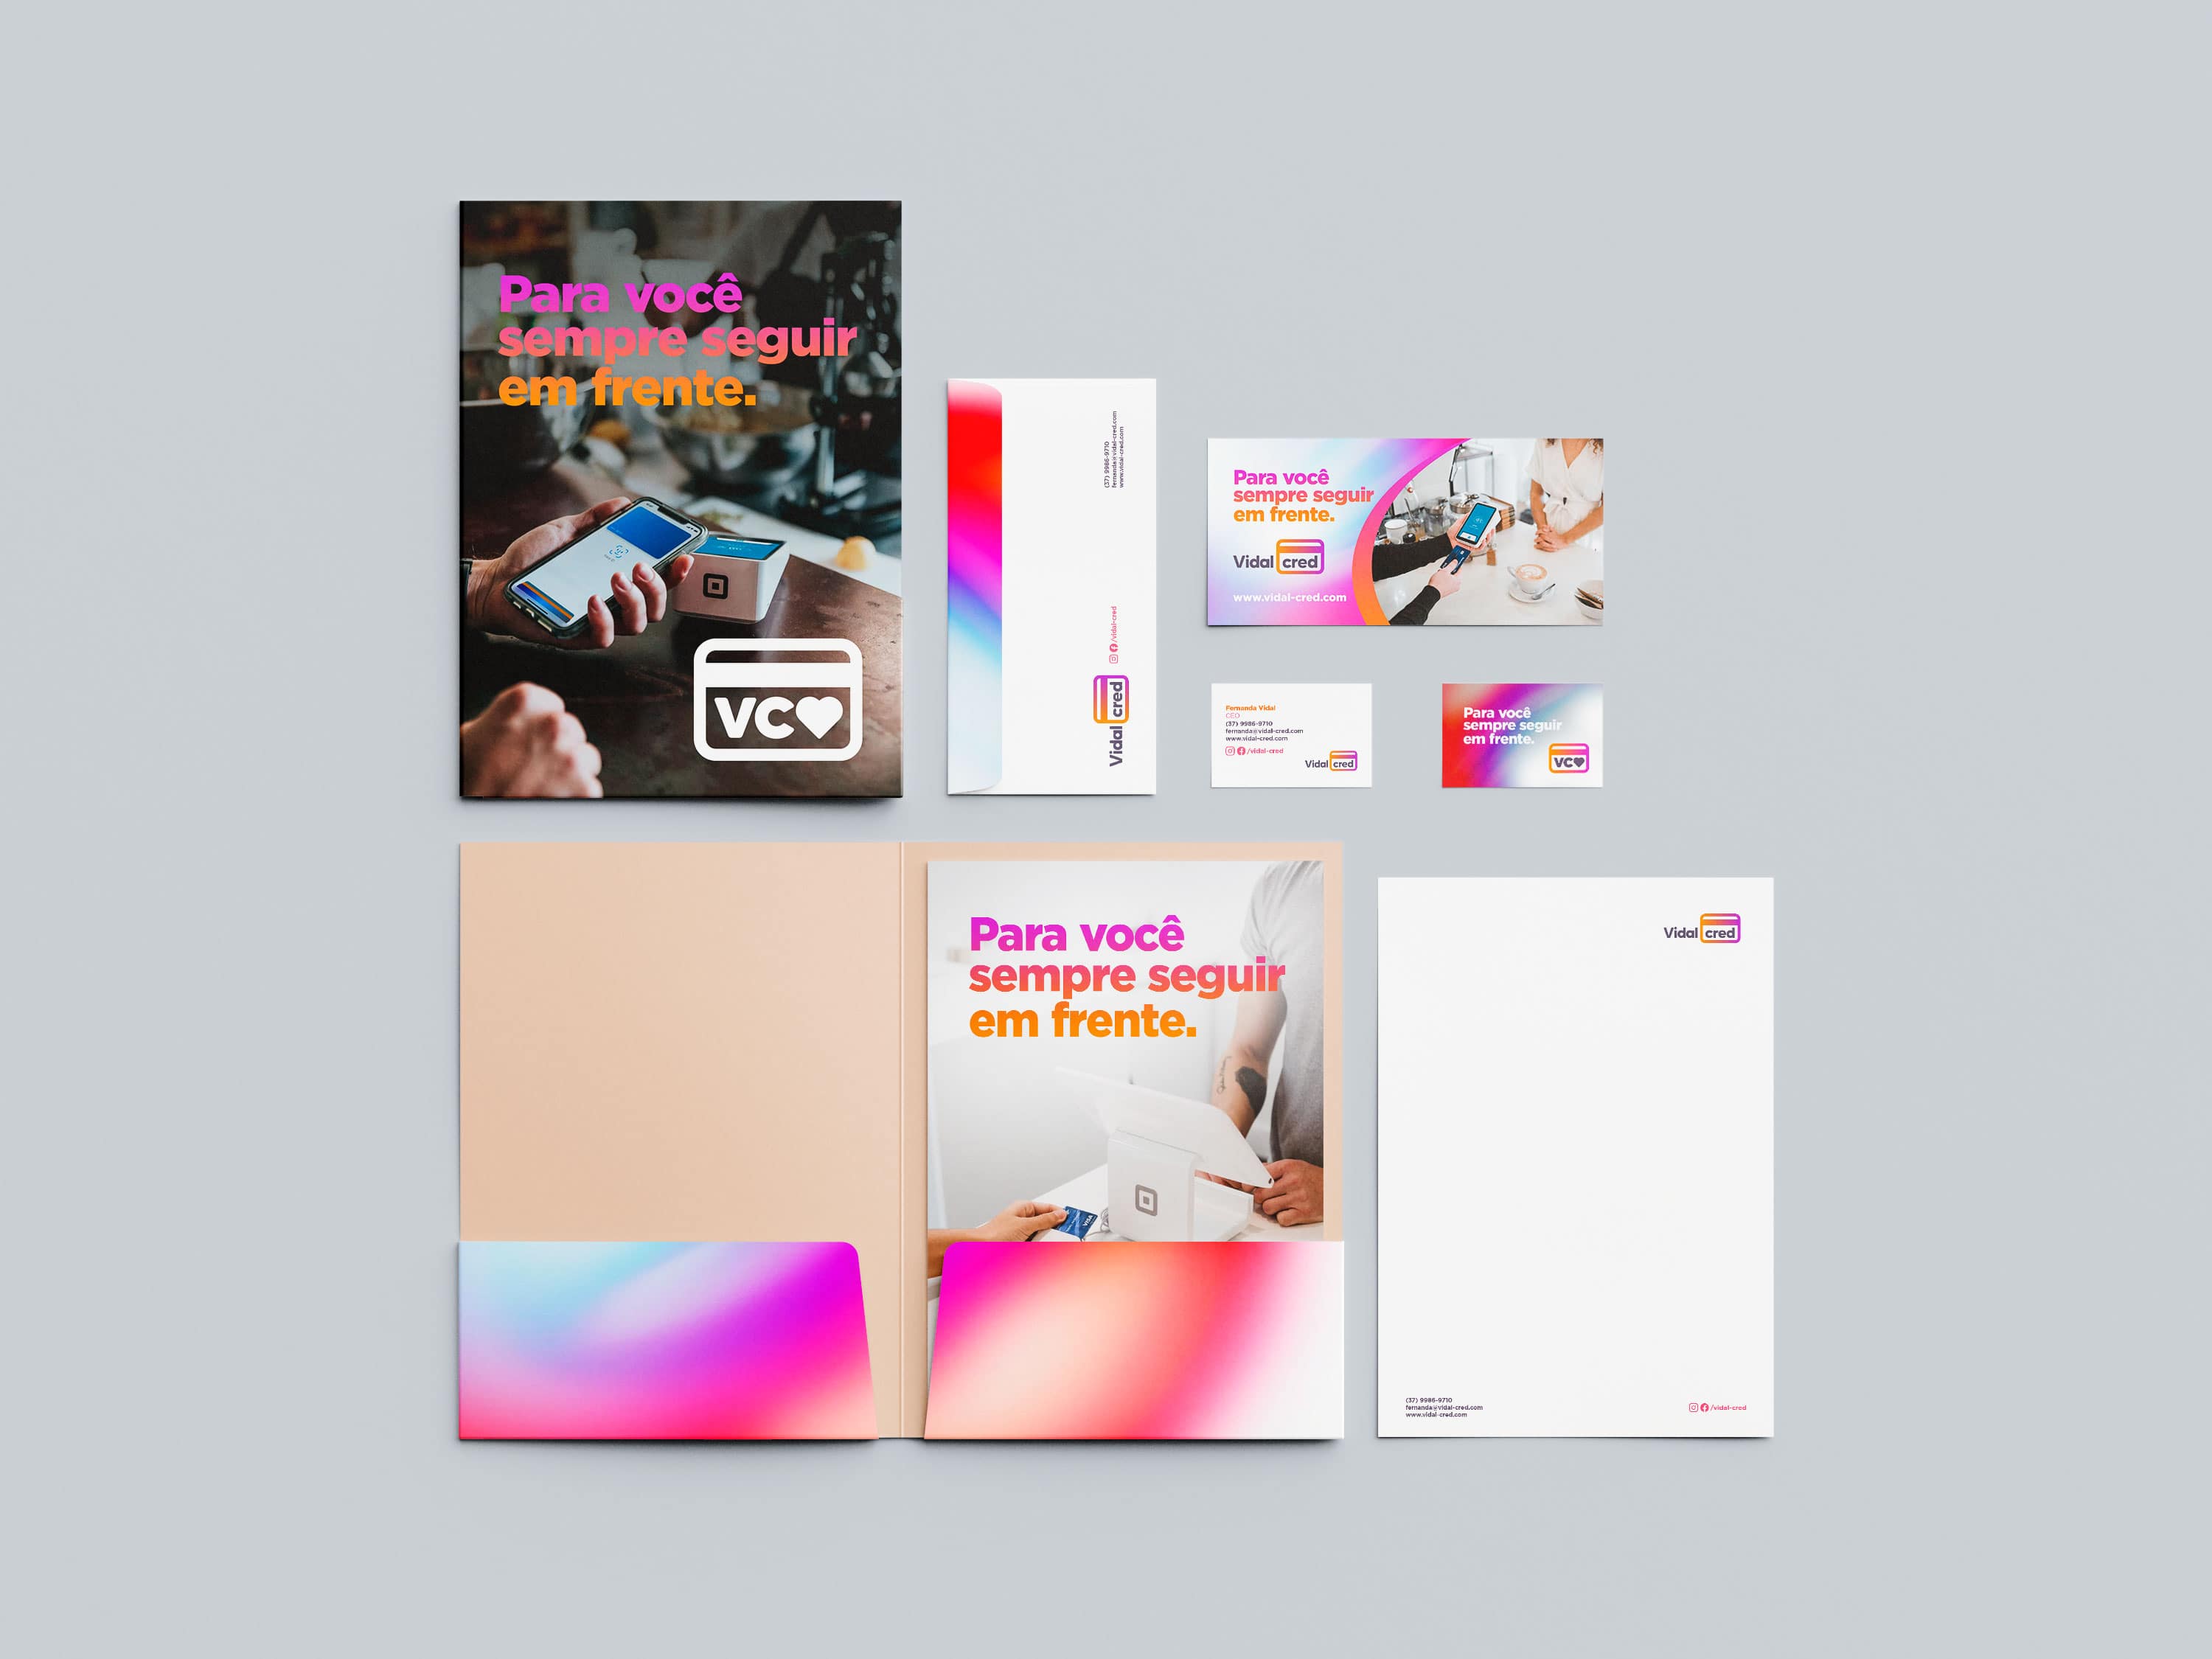 Para você
sempre seguir
em frente.
VC
(37) 9986-9710
fernanda@vidal-cred.com
www.vidal-cred.com
/vidal-cred
Vidal cred
Para você
sempre seguir
em frente.
Vidal cred
www.vidal-cred.com
Fernanda Vidal
CEO
(37) 9986-9710
fernanda@vidal-cred.com
www.vidal-cred.com
/vidal-cred
Vidal cred
Para você
sempre seguir
em frente.
VC
Para você
sempre seguir
em frente.
VISA
Vidal cred
(37) 9986-9710
fernanda@vidal-cred.com
www.vidal-cred.com
/vidal-cred